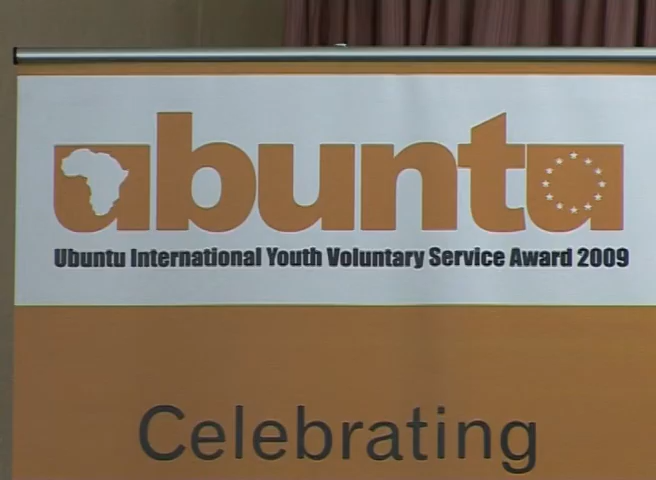 ubuntu
Ubuntu International Youth Voluntary Service Award 2009
Celebrating